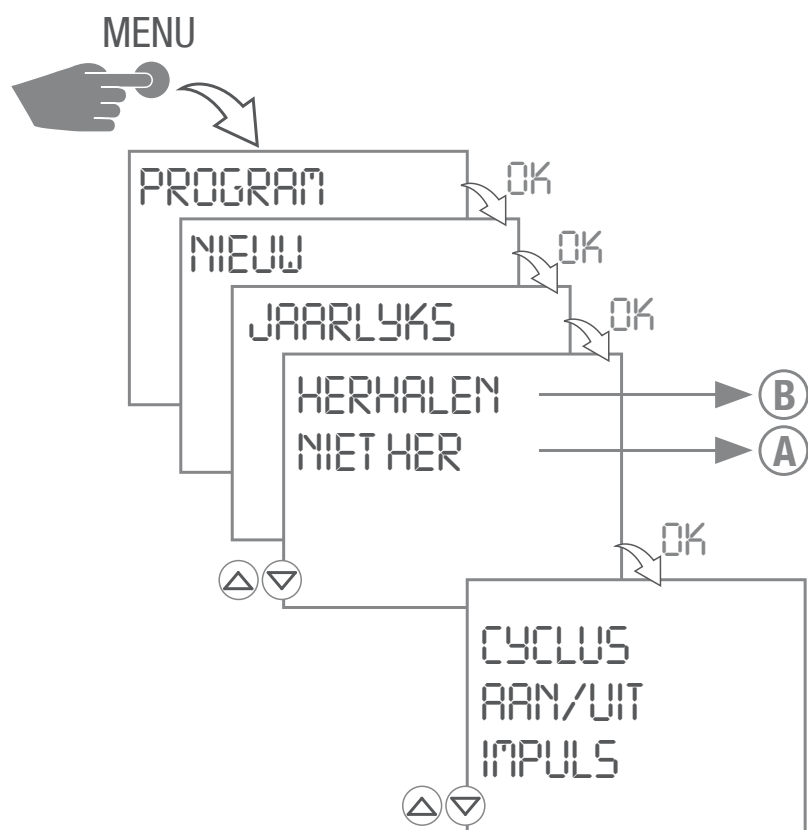 MENU
PROGRAM
OK
NIEUW
OK
JAARLYKS
OK
HERHALEN
B
NIET HER
A
OK
CYCLUS
AAN/UIT
IMPULS